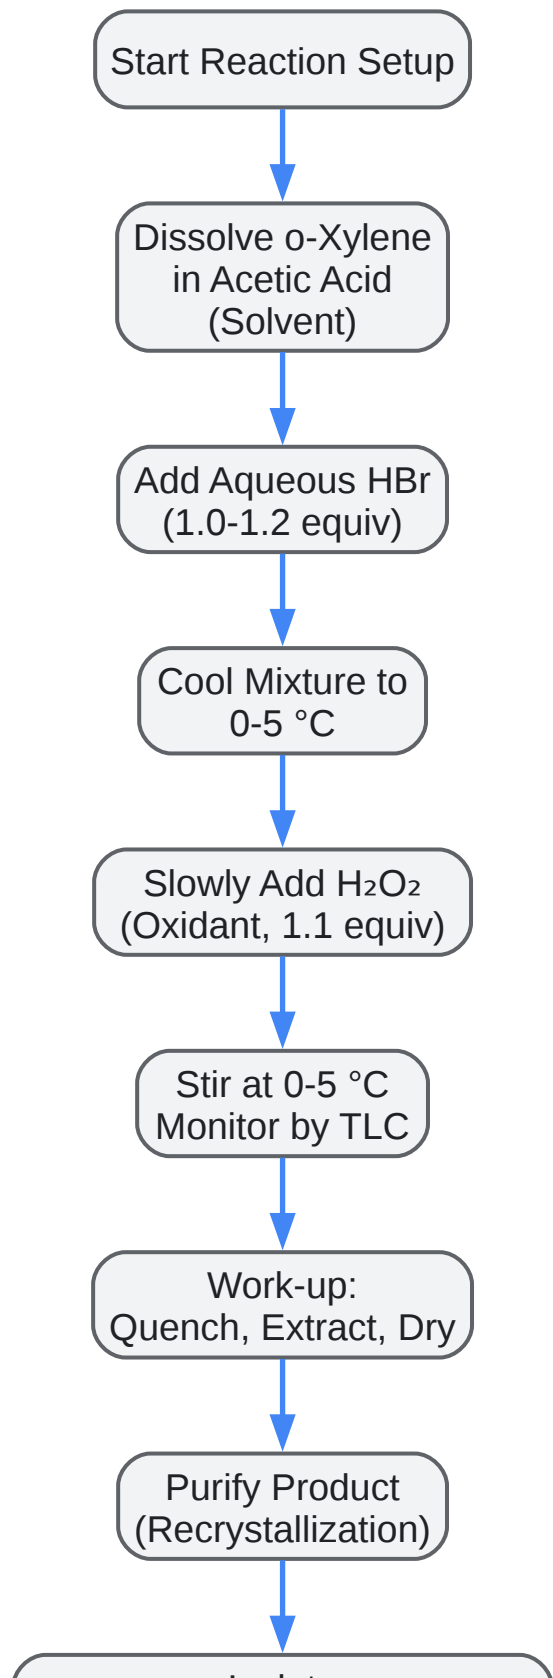 Start Reaction Setup
Dissolve o-Xylene
in Acetic Acid
(Solvent)
Add Aqueous HBr
(1.0-1.2 equiv)
Cool Mixture to
0-5 °C
Slowly Add H₂O₂
(Oxidant, 1.1 equiv)
Stir at 0-5 °C
Monitor by TLC
Work-up:
Quench, Extract, Dry
Purify Product
(Recrystallization)